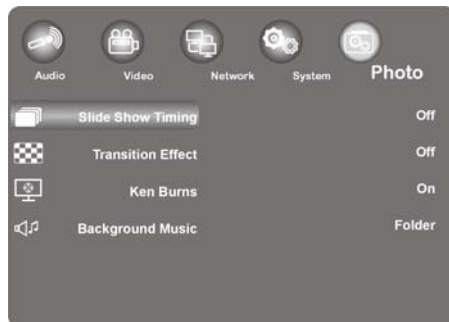 Audio Video Network System Photo
Slide Show Timing Off
Transition Effect Off
Ken Burns On
Background Music Folder